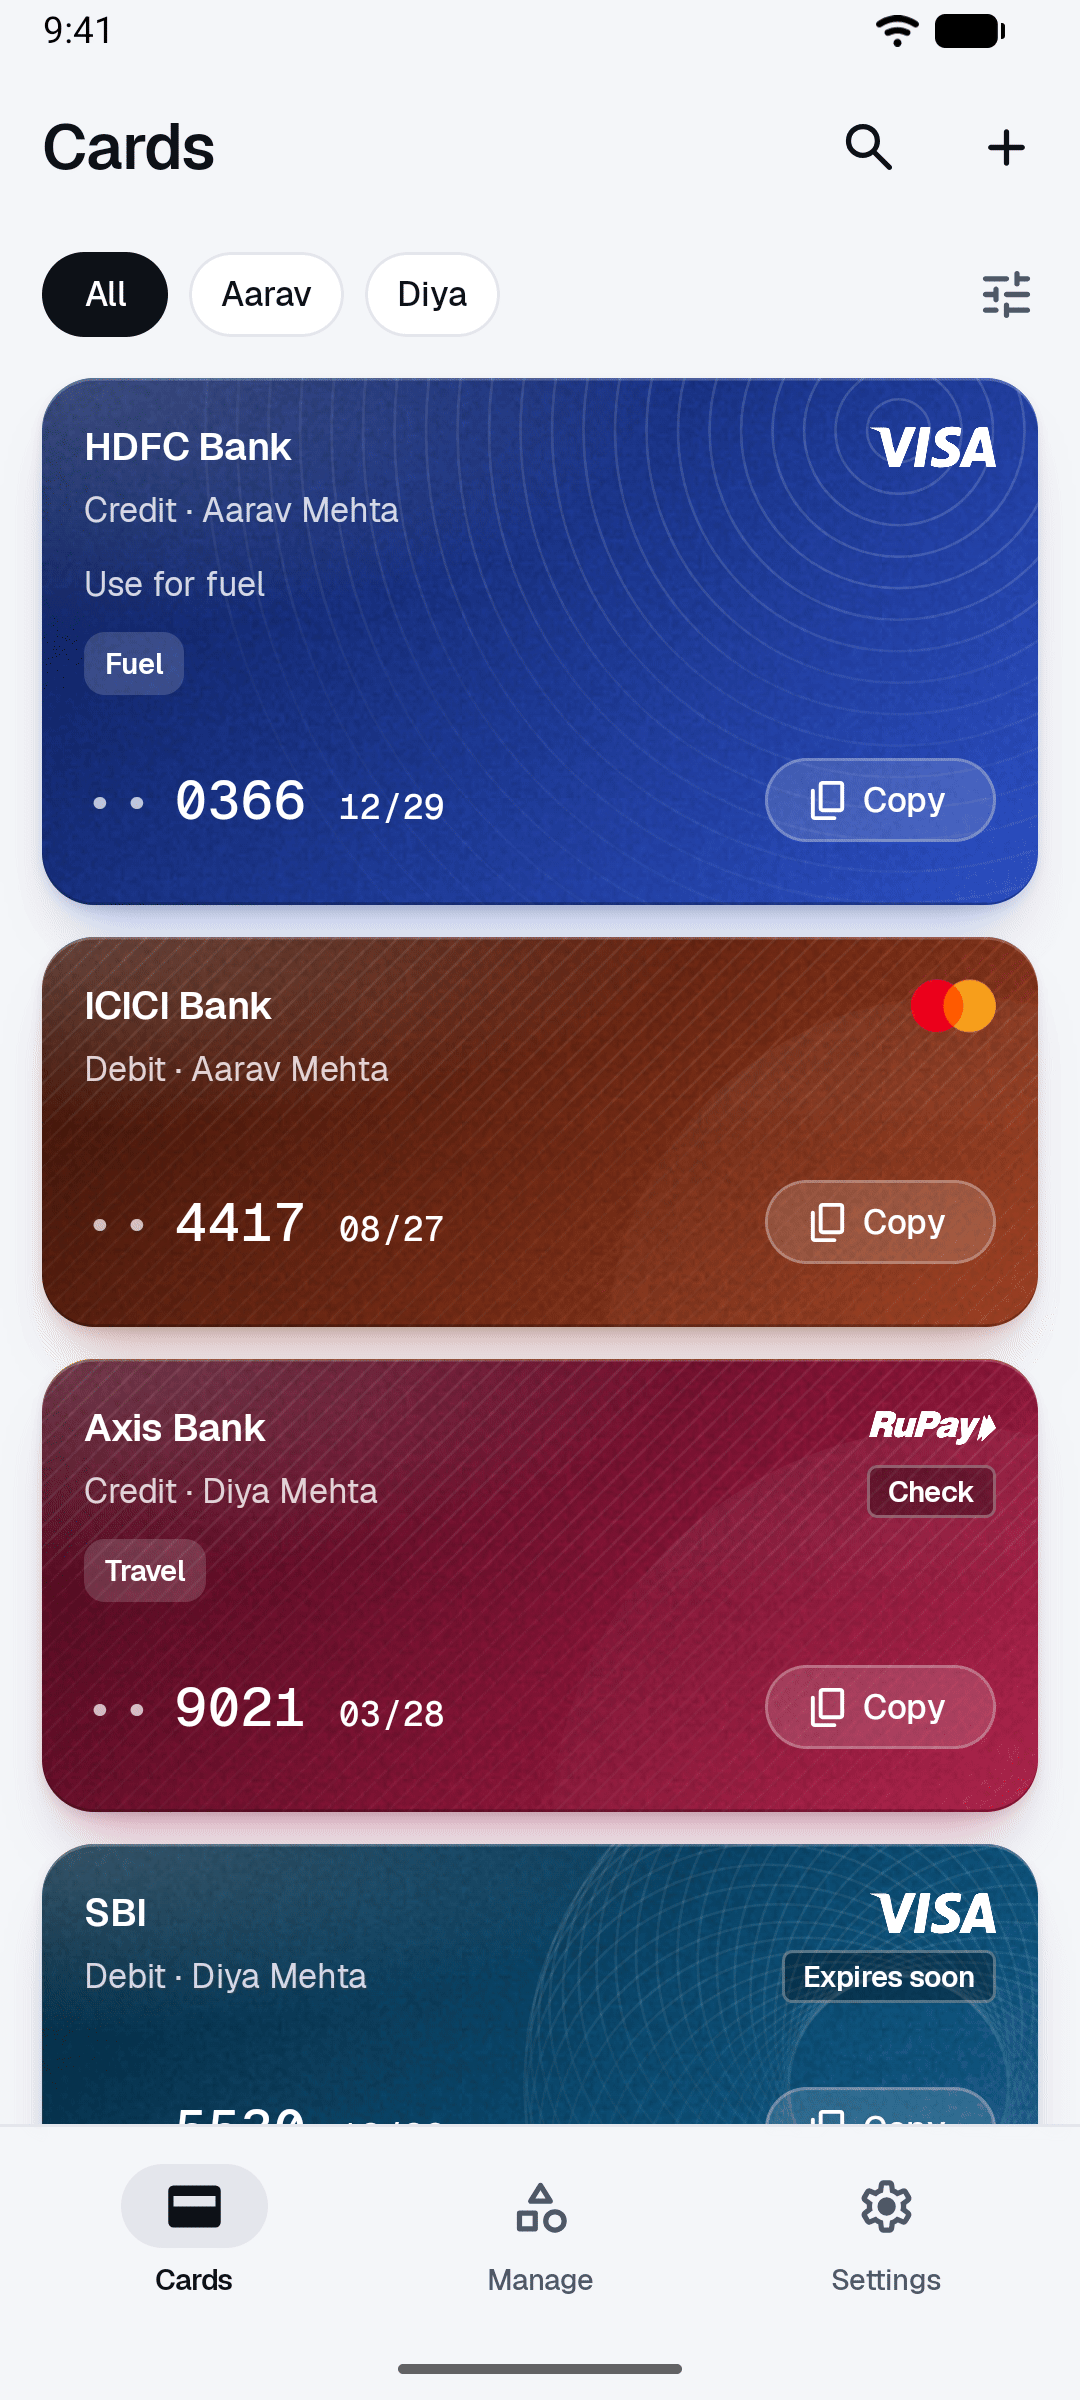 9:41
Cards
All
Aarav
Diya
HDFC Bank
VISA
Credit · Aarav Mehta
Use for fuel
Fuel
•• 0366 12/29
Copy
ICICI Bank
Debit · Aarav Mehta
•• 4417 08/27
Copy
Axis Bank
RuPay
Credit · Diya Mehta
Check
Travel
•• 9021 03/28
Copy
SBI
VISA
Debit · Diya Mehta
Expires soon
Copy
Cards
Manage
Settings